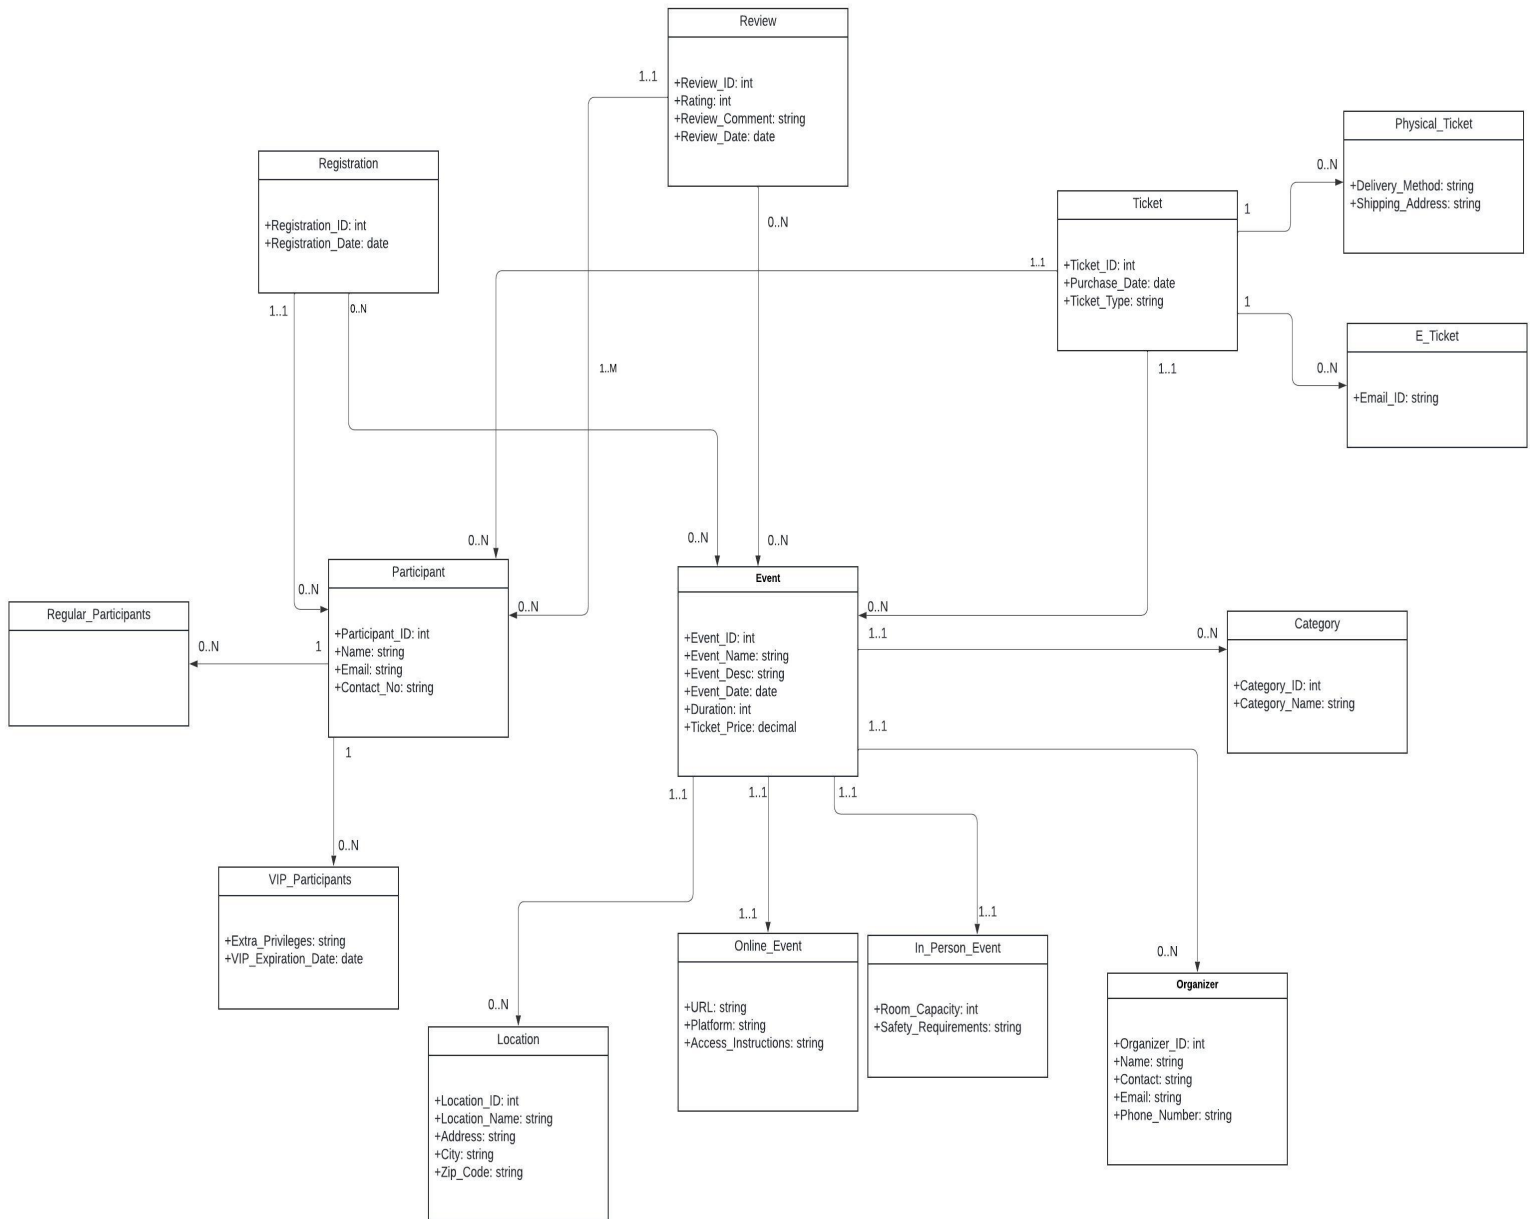 Review
1..1
+Review_ID: int
+Rating: int
+Review_Comment: string
+Review_Date: date
0..N
Physical_Ticket
0..N
+Delivery_Method: string
+Shipping_Address: string
Registration
+Registration_ID: int
+Registration_Date: date
1..1
0..N
Ticket
1
1..1
+Ticket_ID: int
+Purchase_Date: date
+Ticket_Type: string
1
1..1
E_Ticket
0..N
+Email_ID: string
1..M
0..N
0..N
0..N
0..N
0..N
0..N
Participant
+Participant_ID: int
+Name: string
+Email: string
+Contact_No: string
1
1
Regular_Participants
0..N
Event
+Event_ID: int
+Event_Name: string
+Event_Desc: string
+Event_Date: date
+Duration: int
+Ticket_Price: decimal
1..1
1..1
1..1
1..1
1..1
0..N
Category
+Category_ID: int
+Category_Name: string
0..N
VIP_Participants
+Extra_Privileges: string
+VIP_Expiration_Date: date
0..N
Location
+Location_ID: int
+Location_Name: string
+Address: string
+City: string
+Zip_Code: string
1..1
Online_Event
+URL: string
+Platform: string
+Access_Instructions: string
1..1
In_Person_Event
+Room_Capacity: int
+Safety_Requirements: string
0..N
Organizer
+Organizer_ID: int
+Name: string
+Contact: string
+Email: string
+Phone_Number: string